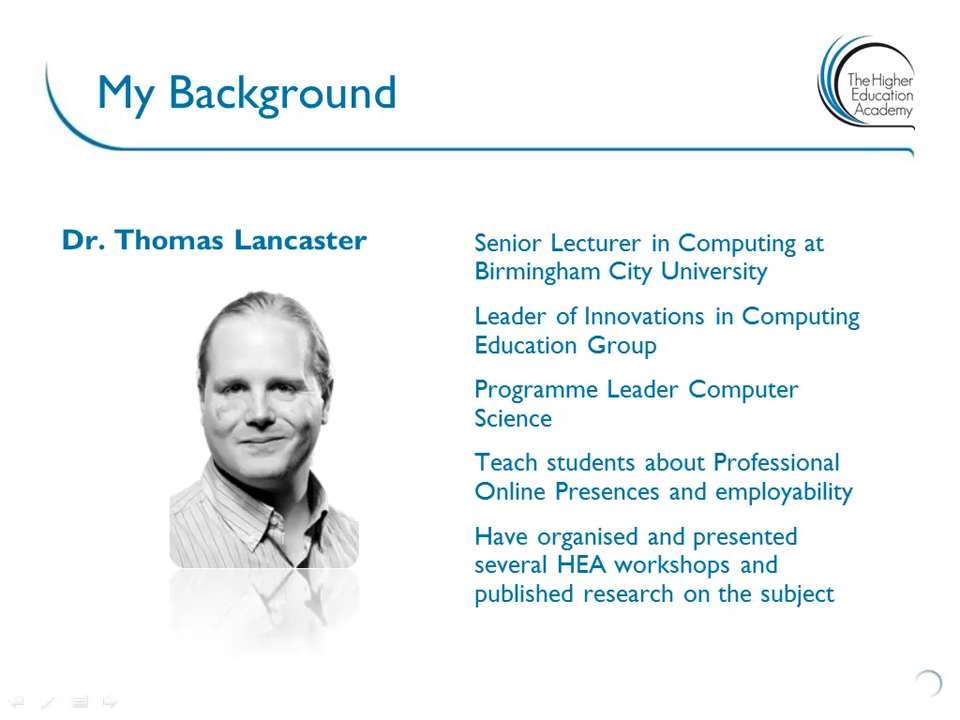 My Background
The Higher
Education
Academy
Dr. Thomas Lancaster
Senior Lecturer in Computing at
Birmingham City University
Leader of Innovations in Computing
Education Group
Programme Leader Computer
Science
Teach students about Professional
Online Presences and employability
Have organised and presented
several HEA workshops and
published research on the subject